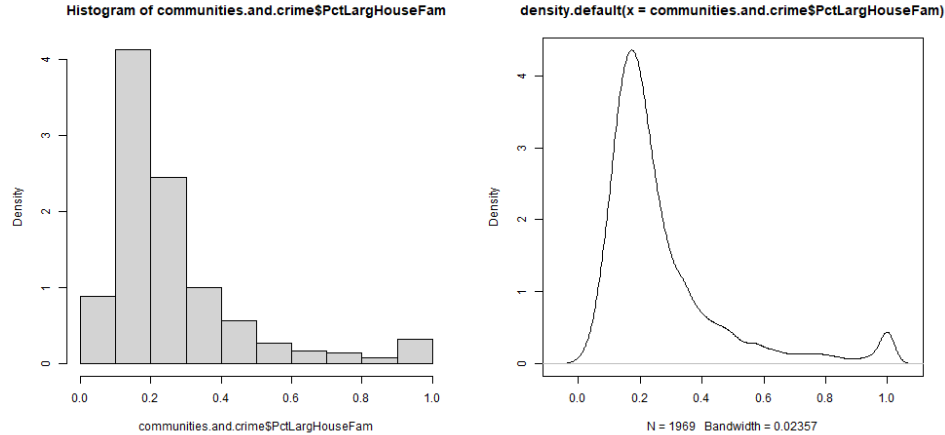 Histogram of communities.and.crime$PctLargHouseFam
Density
4
3
2
1
0
0.0 0.2 0.4 0.6 0.8 1.0
communities.and.crime$PctLargHouseFam
density.default(x = communities.and.crime$PctLargHouseFam)
Density
4
3
2
1
0
0.0 0.2 0.4 0.6 0.8 1.0
N = 1969 Bandwidth = 0.02357